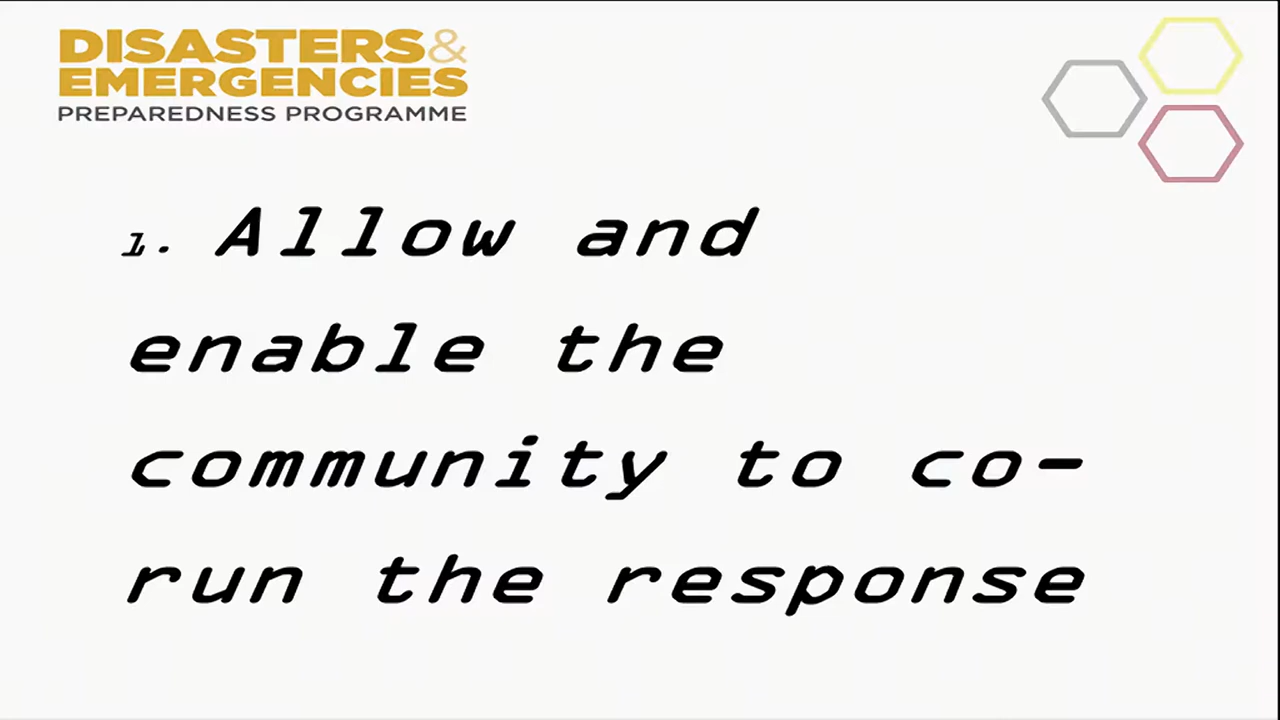 DISASTERS&
EMERGENCIES
PREPAREDNESS PROGRAMME
1. Allow and
enable the
community to co-
run the response